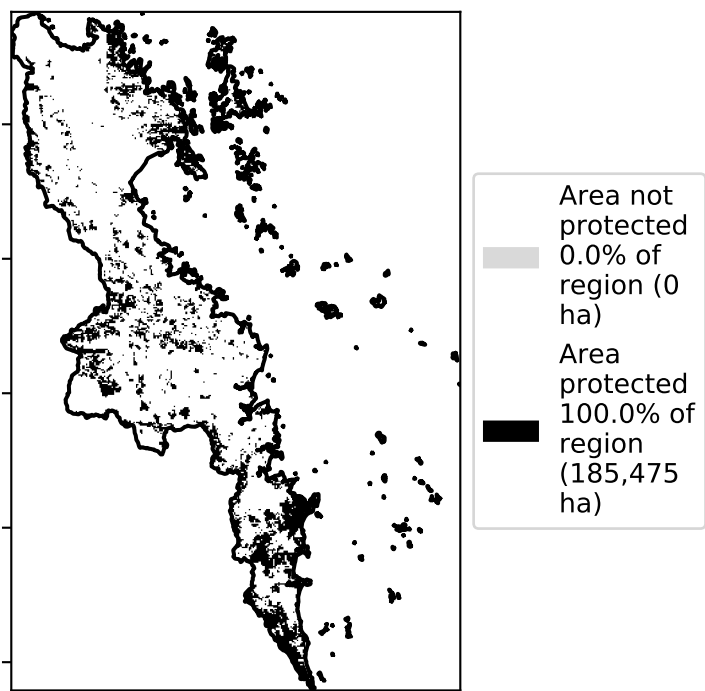 Area not
protected
0.0% of
region (0
ha)
Area
protected
100.0% of
region
(185,475
ha)